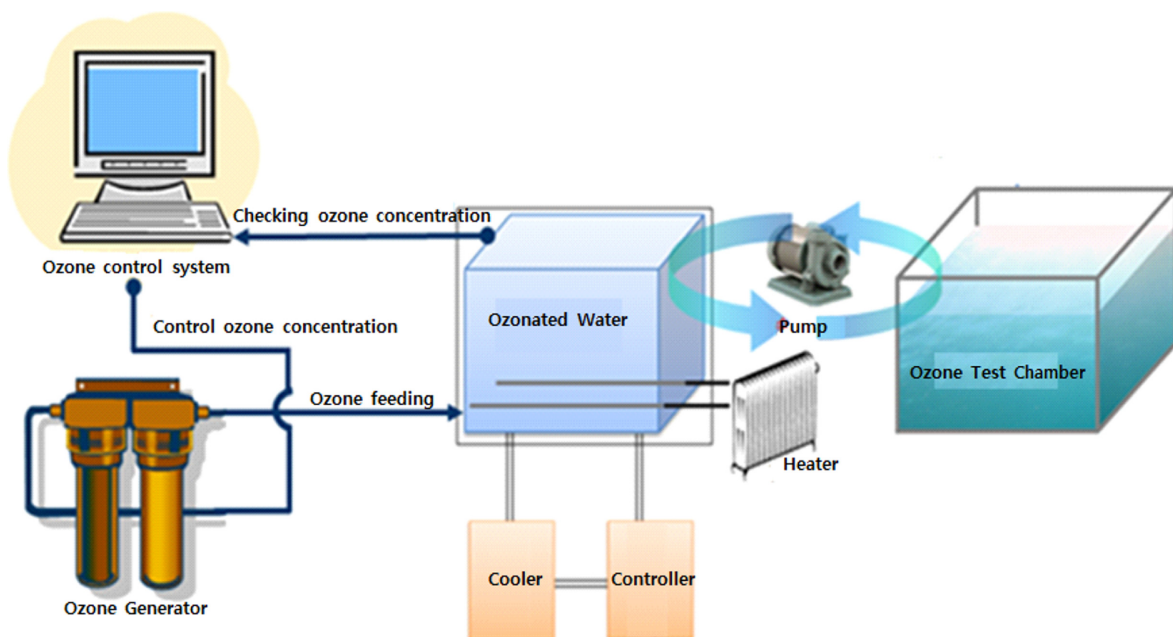 Checking ozone concentration
Ozone control system
Control ozone concentration
Ozonated Water
Pump
Ozone Test Chamber
Ozone feeding
Heater
Cooler
Controller
Ozone Generator